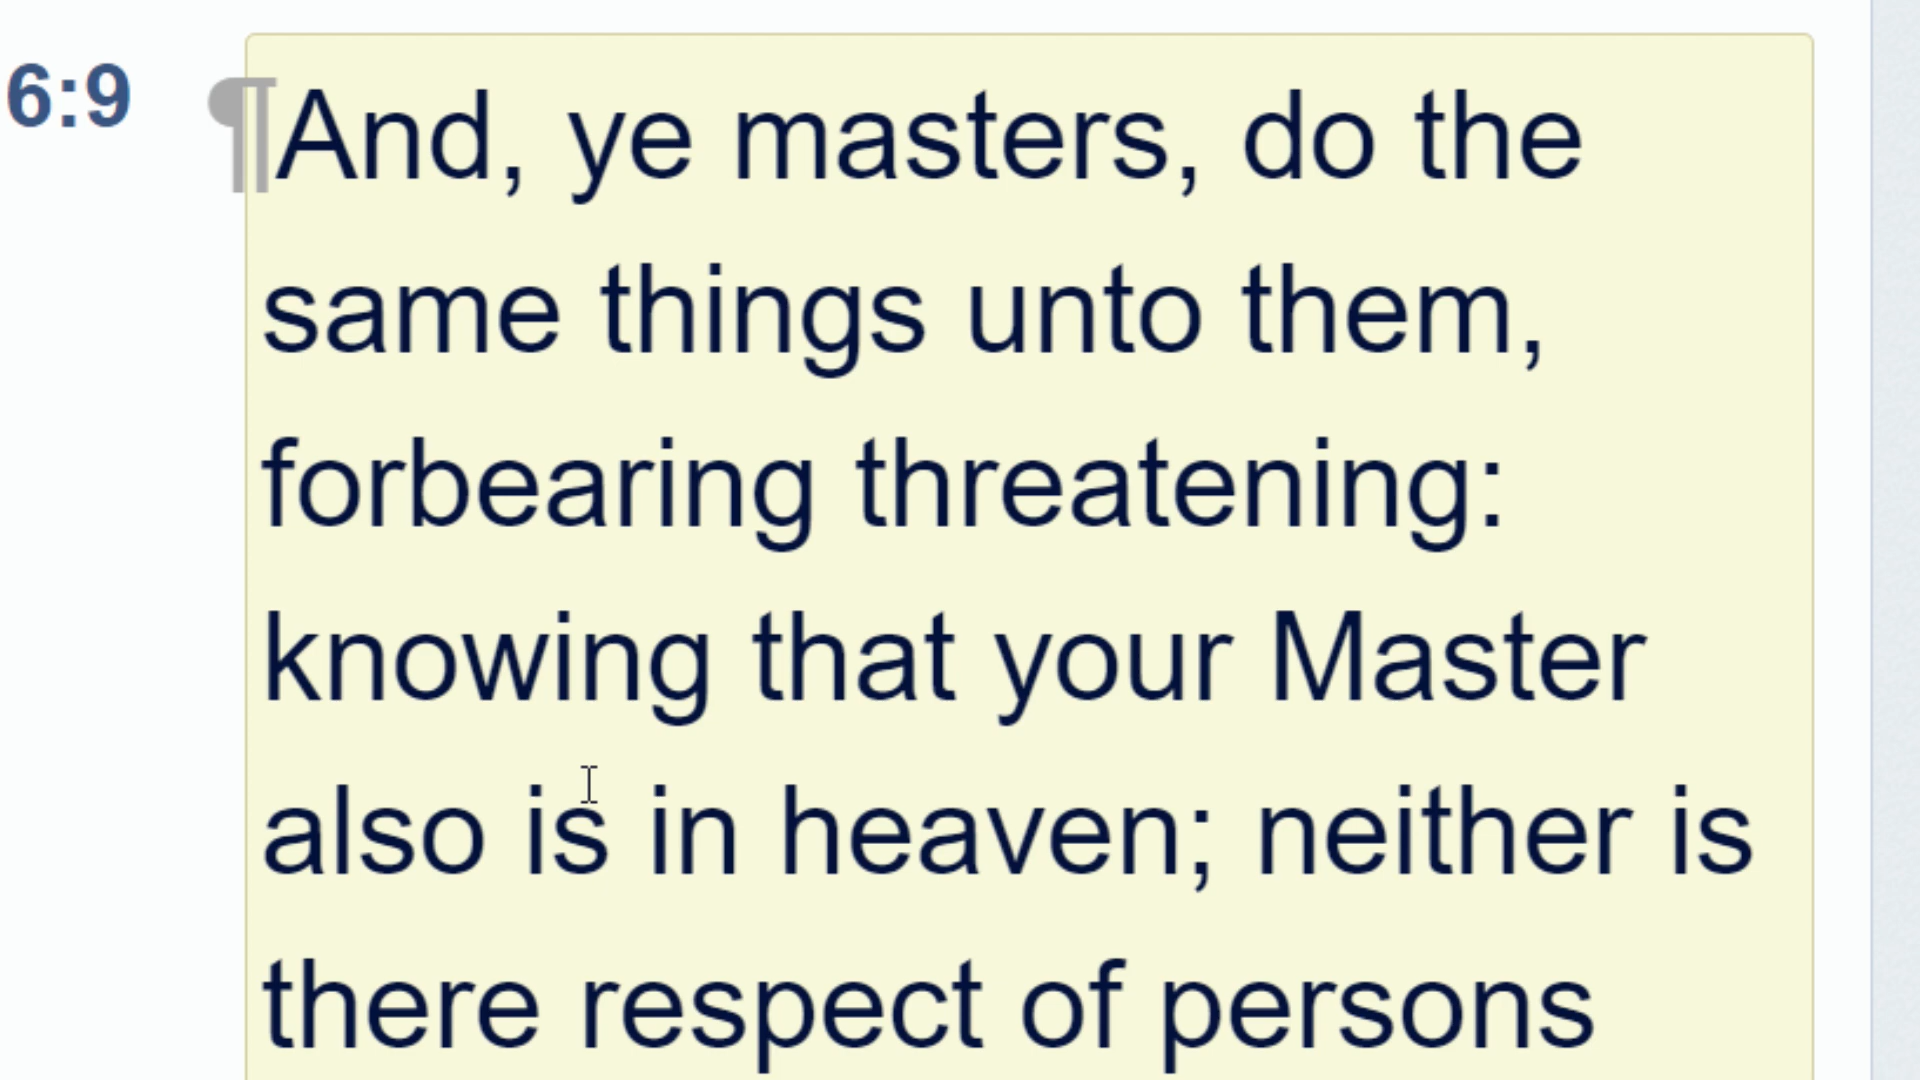 6:9 ¶And, ye masters, do the
same things unto them,
forbearing threatening:
knowing that your Master
also is in heaven; neither is
there respect of persons